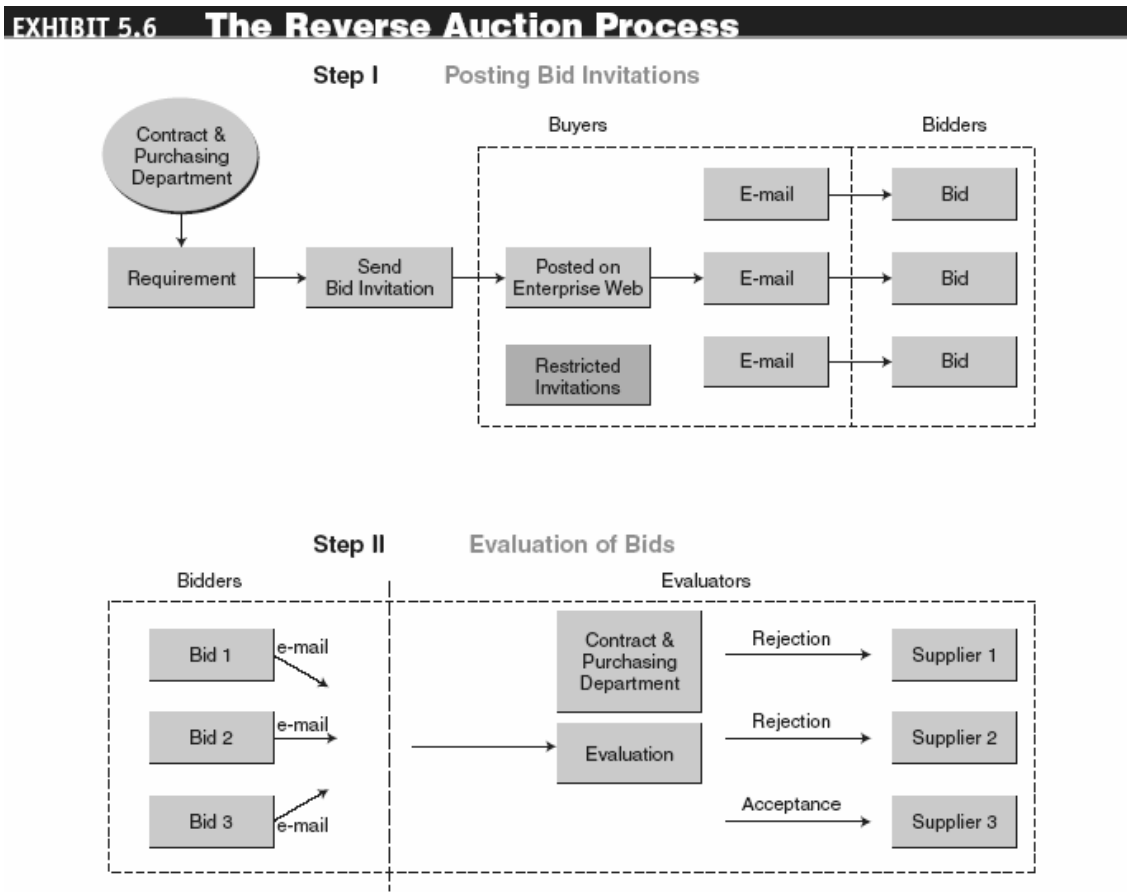 EXHIBIT 5.6 The Reverse Auction Process
Step I Posting Bid Invitations
Contract &
Purchasing
Department
Buyers
Bidders
Requirement
Send
Bid Invitation
Posted on
Enterprise Web
Restricted
Invitations
E-mail
Bid
E-mail
Bid
E-mail
Bid
Step II Evaluation of Bids
Bidders
Evaluators
Bid 1
e-mail
Bid 2
e-mail
Bid 3
e-mail
Contract &
Purchasing
Department
Evaluation
Rejection
Supplier 1
Rejection
Supplier 2
Acceptance
Supplier 3